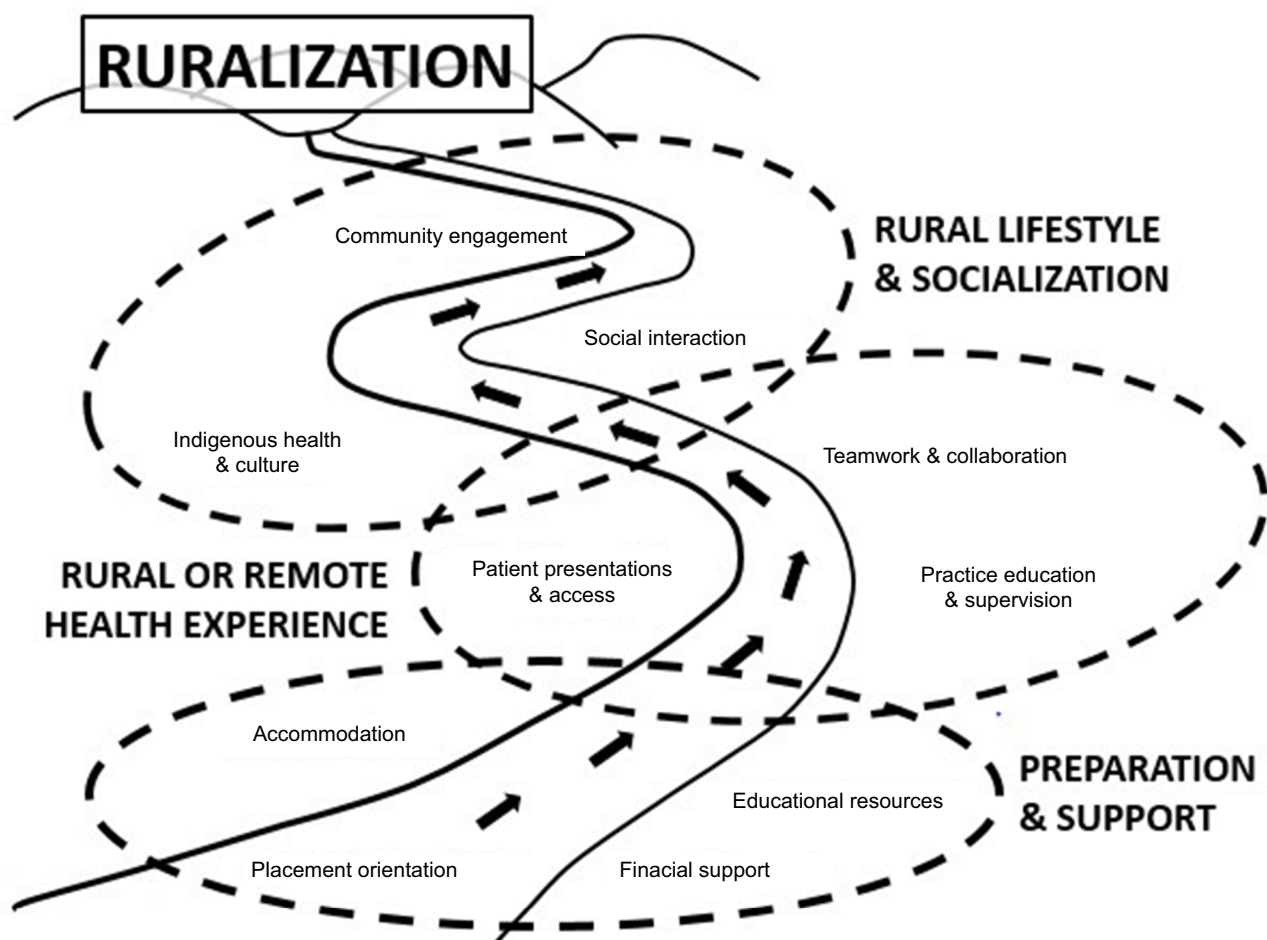 RURALIZATION
Community engagement
RURAL LIFESTYLE
& SOCIALIZATION
Social interaction
Indigenous health
& culture
Teamwork & collaboration
RURAL OR REMOTE
HEALTH EXPERIENCE
Patient presentations
& access
Practice education
& supervision
Accommodation
PREPARATION
& SUPPORT
Educational resources
Placement orientation
Finacial support